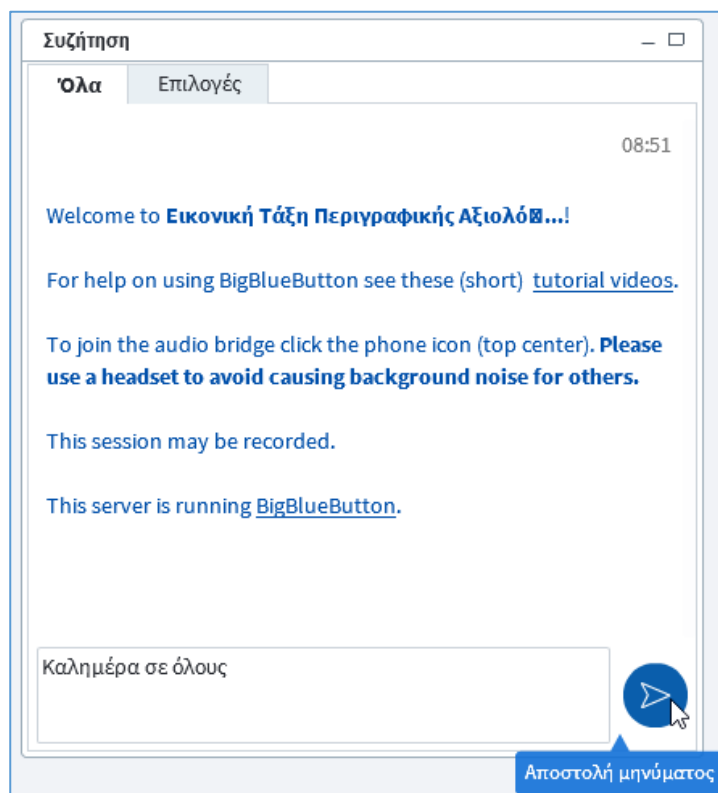 Συζήτηση
Όλα Επιλογές
08:51
Welcome to Εικονική Τάξη Περιγραφικής Αξιολό...!
For help on using BigBlueButton see these (short) tutorial videos.
To join the audio bridge click the phone icon (top center). Please
use a headset to avoid causing background noise for others.
This session may be recorded.
This server is running BigBlueButton.
Καλημέρα σε όλους
Αποστολή μηνύματος